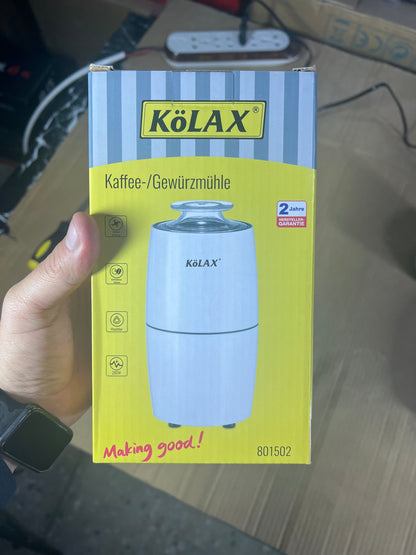 KöLAX®
Kaffee-/Gewürzmühle
2 Jahre
HERSTELLER-
GARANTIE
KöLAX®
Making good!
801502